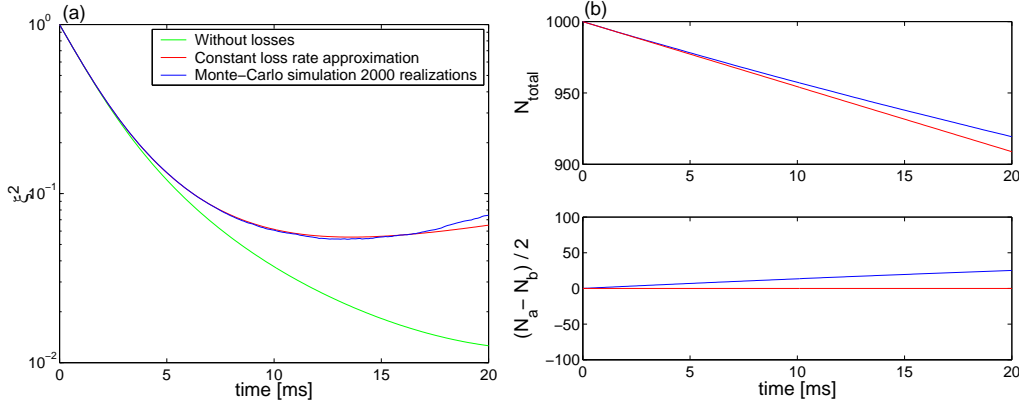 (a)
10^0
10^-1
10^-2
ξ^2
Without losses
Constant loss rate approximation
Monte-Carlo simulation 2000 realizations
0 5 10 15 20
time [ms]
(b)
1000
950
900
N_total
0 5 10 15 20
100
50
0
-50
-100
(N_a - N_b) / 2
0 5 10 15 20
time [ms]